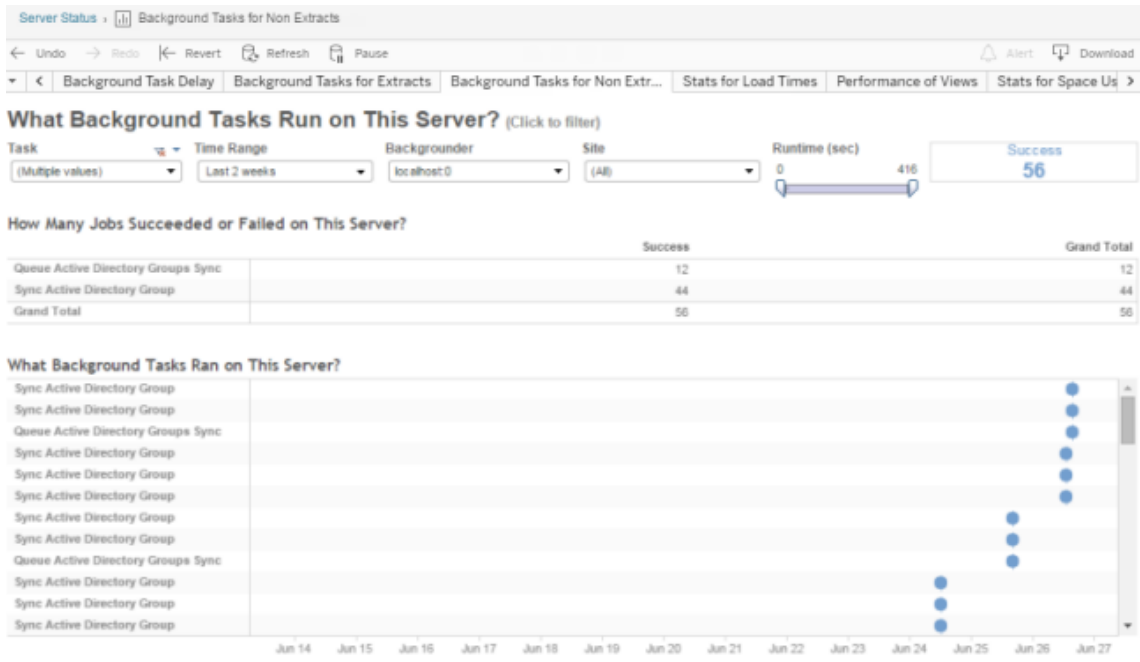 Server Status › Background Tasks for Non Extracts
← Undo → Redo Revert Refresh Pause Alert Download
Background Task Delay Background Tasks for Extracts Background Tasks for Non Extr... Stats for Load Times Performance of Views Stats for Space Us
What Background Tasks Run on This Server? (Click to filter)
Task Time Range Backgrounder Site Runtime (sec) Success
(Multiple values) Last 2 weeks localhost:0 (All) 0 416 56
How Many Jobs Succeeded or Failed on This Server?
Success Grand Total
Queue Active Directory Groups Sync 12 12
Sync Active Directory Group 44 44
Grand Total 56 56
What Background Tasks Ran on This Server?
Sync Active Directory Group
Sync Active Directory Group
Queue Active Directory Groups Sync
Sync Active Directory Group
Sync Active Directory Group
Sync Active Directory Group
Sync Active Directory Group
Sync Active Directory Group
Queue Active Directory Groups Sync
Sync Active Directory Group
Sync Active Directory Group
Sync Active Directory Group
Jun 14 Jun 15 Jun 16 Jun 17 Jun 18 Jun 19 Jun 20 Jun 21 Jun 22 Jun 23 Jun 24 Jun 25 Jun 26 Jun 27